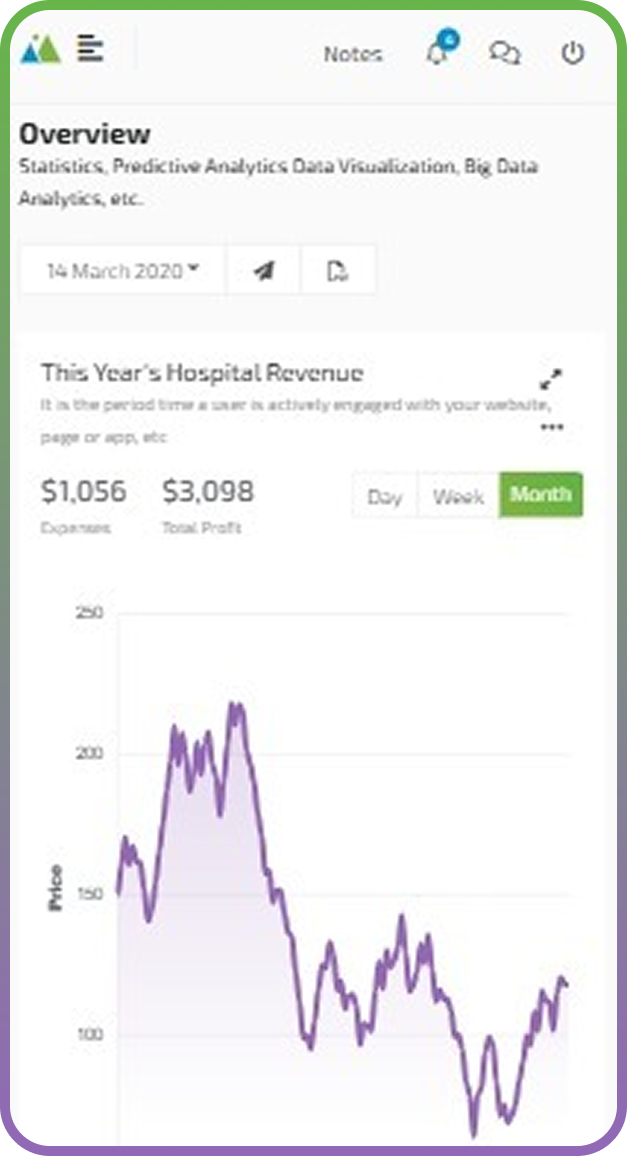 Notes
Overview
Statistics, Predictive Analytics Data Visualization, Big Data
Analytics, etc.
14 March 2020
This Year's Hospital Revenue
It is the period time a user is actively engaged with your website,
page or app, etc
$1,056 $3,098
Expenses Total Profit
Day Week Month
250
200
Price
150
100